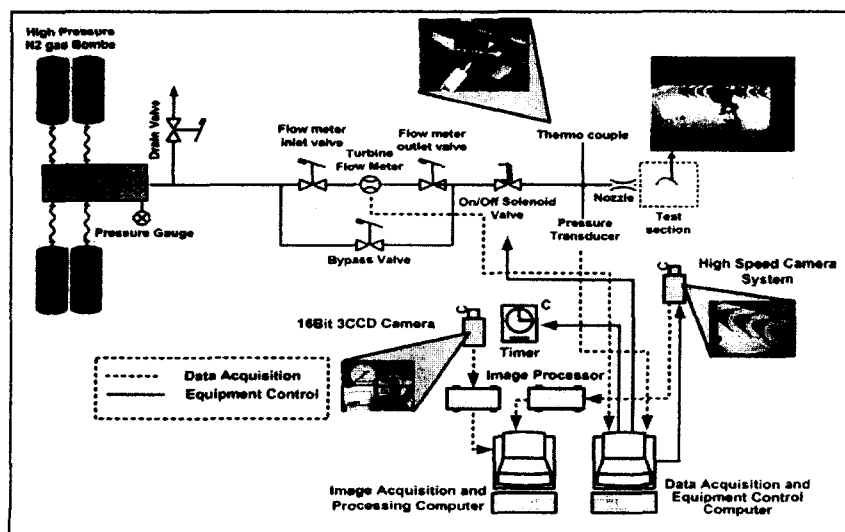 High Pressure
N2 gas Bombe
Drain Valve
Flow meter
inlet valve
Turbine
Flow Meter
Flow meter
outlet valve
Thermo couple
Nozzle
Test
section
On/Off Solenoid
Valve
Pressure
Transducer
Pressure Gauge
Bypass Valve
High Speed Camera
System
16Bit 3CCD Camera
C
C
C
Timer
Data Acquisition
Equipment Control
Image Processor
Image Acquisition and
Processing Computer
Data Acquisition and
Equipment Control
Computer